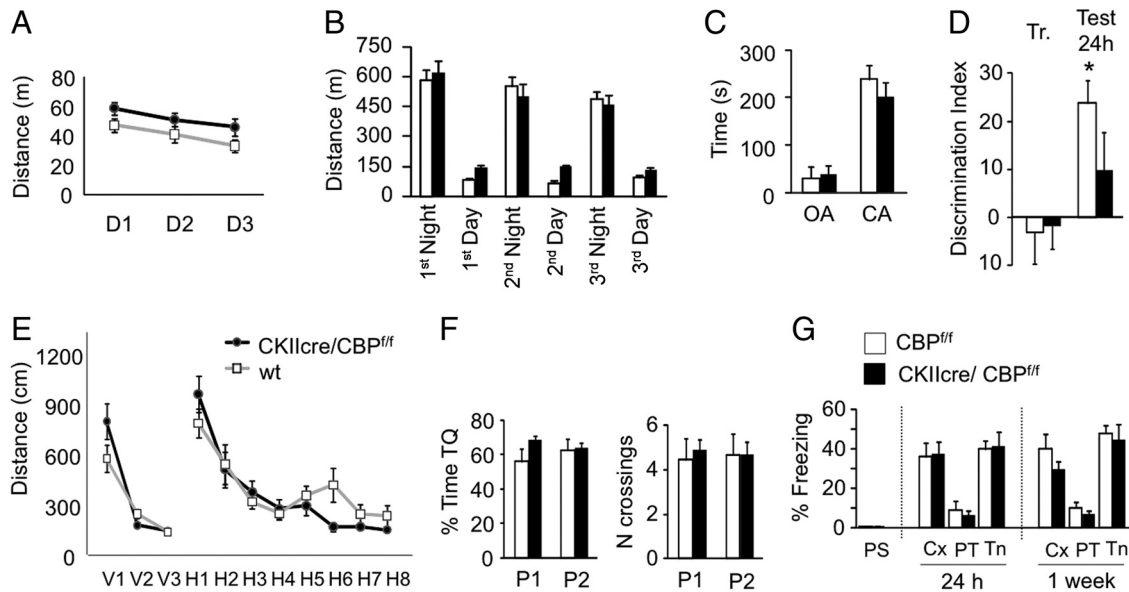 A
Distance (m)
80
60
40
20
0
D1 D2 D3
B
Distance (m)
750
600
450
300
150
0
1st Night
1st Day
2nd Night
2nd Day
3rd Night
3rd Day
C
Time (s)
300
200
100
0
OA CA
D
Tr. Test
24h
*
Discrimination Index
30
20
10
0
10
E
Distance (cm)
1200
900
600
300
0
CKIIcre/CBPf/f
wt
V1 V2 V3 H1 H2 H3 H4 H5 H6 H7 H8
F
% Time TQ
80
60
40
20
0
P1 P2
N crossings
6
4
2
0
P1 P2
G
CBPf/f
CKIIcre/ CBPf/f
% Freezing
60
40
20
0
PS
Cx PT Tn
24 h
Cx PT Tn
1 week